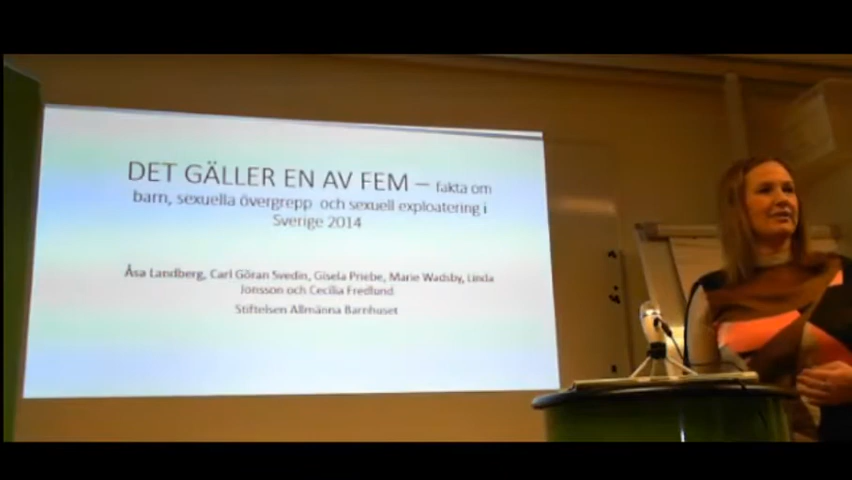 DET GÄLLER EN AV FEM – fakta om
barn, sexuella övergrepp och sexuell exploatering i
Sverige 2014
Åsa Landberg, Carl Göran Svedin, Gisela Priebe, Marie Wadsby, Linda
Jonsson och Cecilia Fredlund
Stiftelsen Allmänna Barnhuset